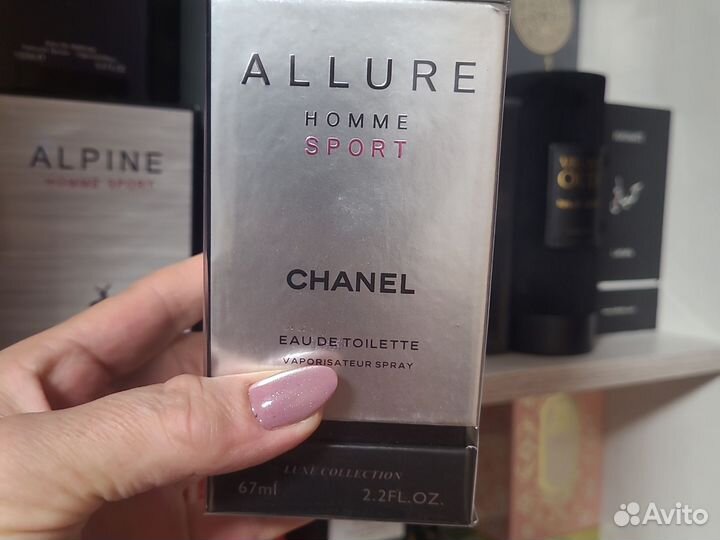 ALLURE
HOMME
SPORT
CHANEL
EAU DE TOILETTE
VAPORISATEUR SPRAY
LUXE COLLECTION
67ml 2.2FL.OZ.
ALPINE
HOMME SPORT
Avito